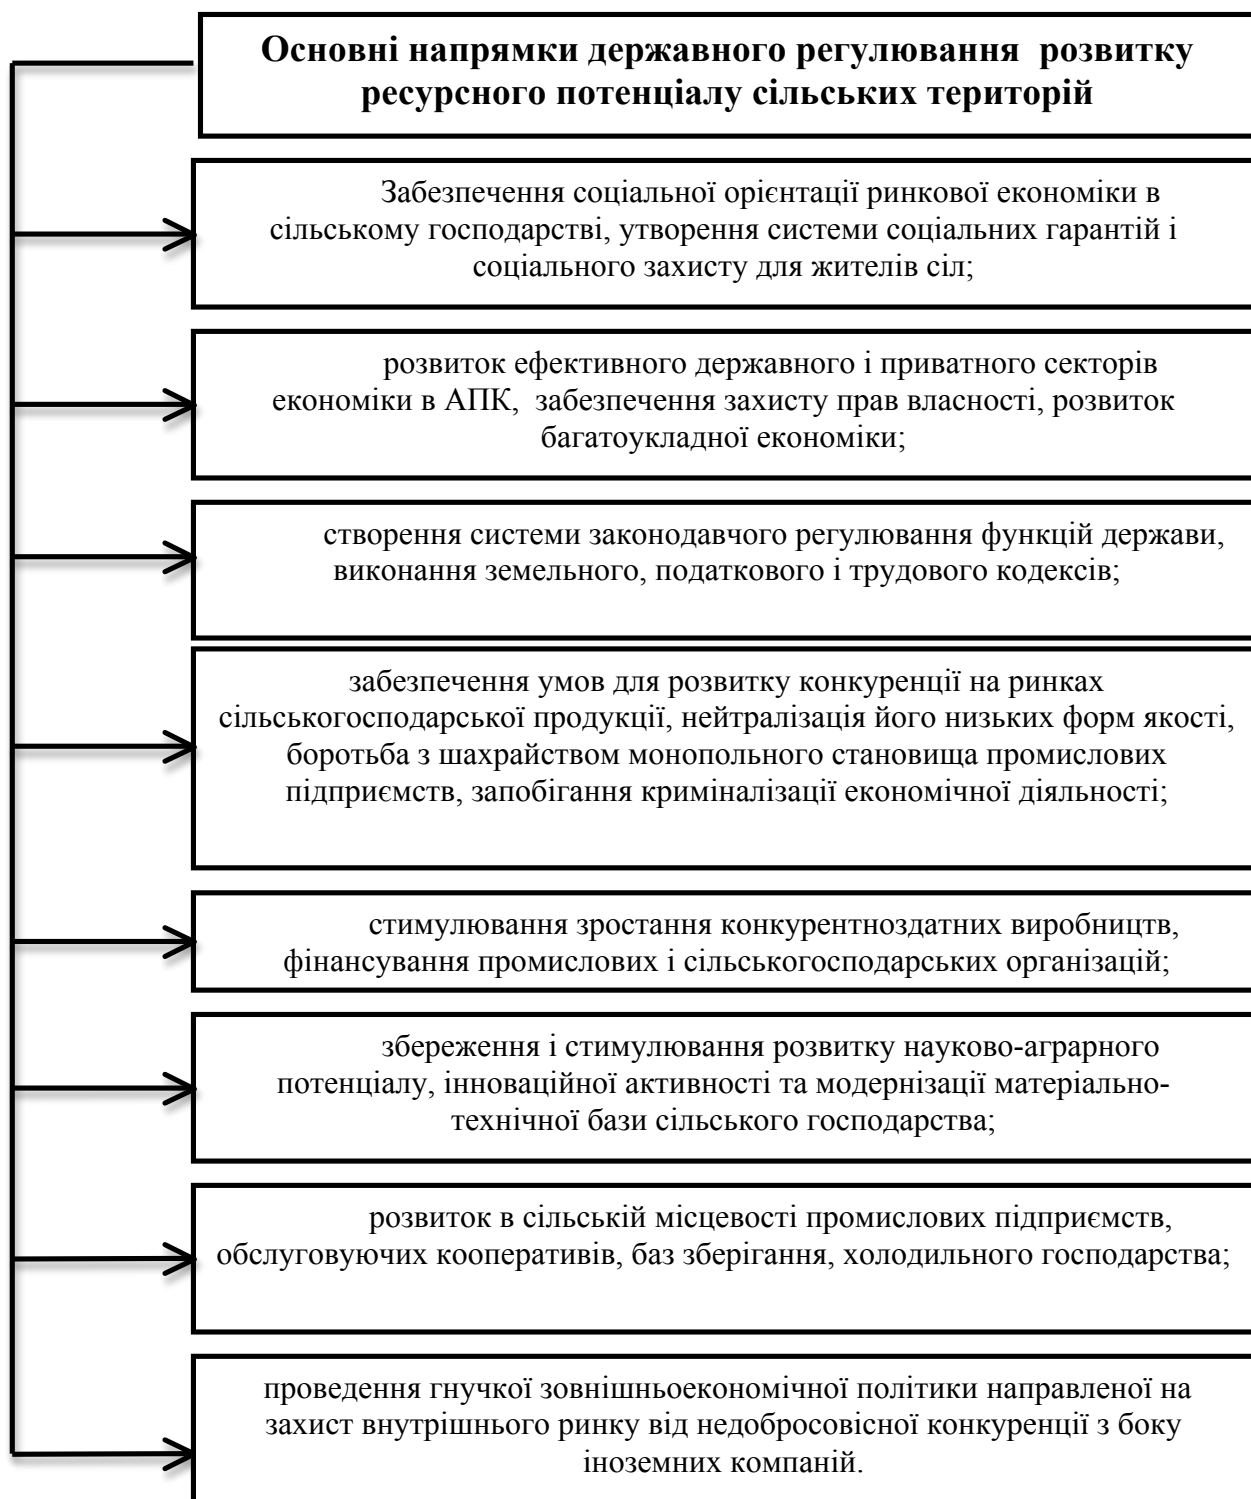 Основні напрямки державного регулювання розвитку
ресурсного потенціалу сільських територій
Забезпечення соціальної орієнтації ринкової економіки в
сільському господарстві, утворення системи соціальних гарантій і
соціального захисту для жителів сіл;
розвиток ефективного державного і приватного секторів
економіки в АПК, забезпечення захисту прав власності, розвиток
багатоукладної економіки;
створення системи законодавчого регулювання функцій держави,
виконання земельного, податкового і трудового кодексів;
забезпечення умов для розвитку конкуренції на ринках
сільськогосподарської продукції, нейтралізація його низьких форм якості,
боротьба з шахрайством монопольного становища промислових
підприємств, запобігання криміналізації економічної діяльності;
стимулювання зростання конкурентноздатних виробництв,
фінансування промислових і сільськогосподарських організацій;
збереження і стимулювання розвитку науково-аграрного
потенціалу, інноваційної активності та модернізації матеріально-
технічної бази сільського господарства;
розвиток в сільській місцевості промислових підприємств,
обслуговуючих кооперативів, баз зберігання, холодильного господарства;
проведення гнучкої зовнішньоекономічної політики направленої на
захист внутрішнього ринку від недобросовісної конкуренції з боку
іноземних компаній.